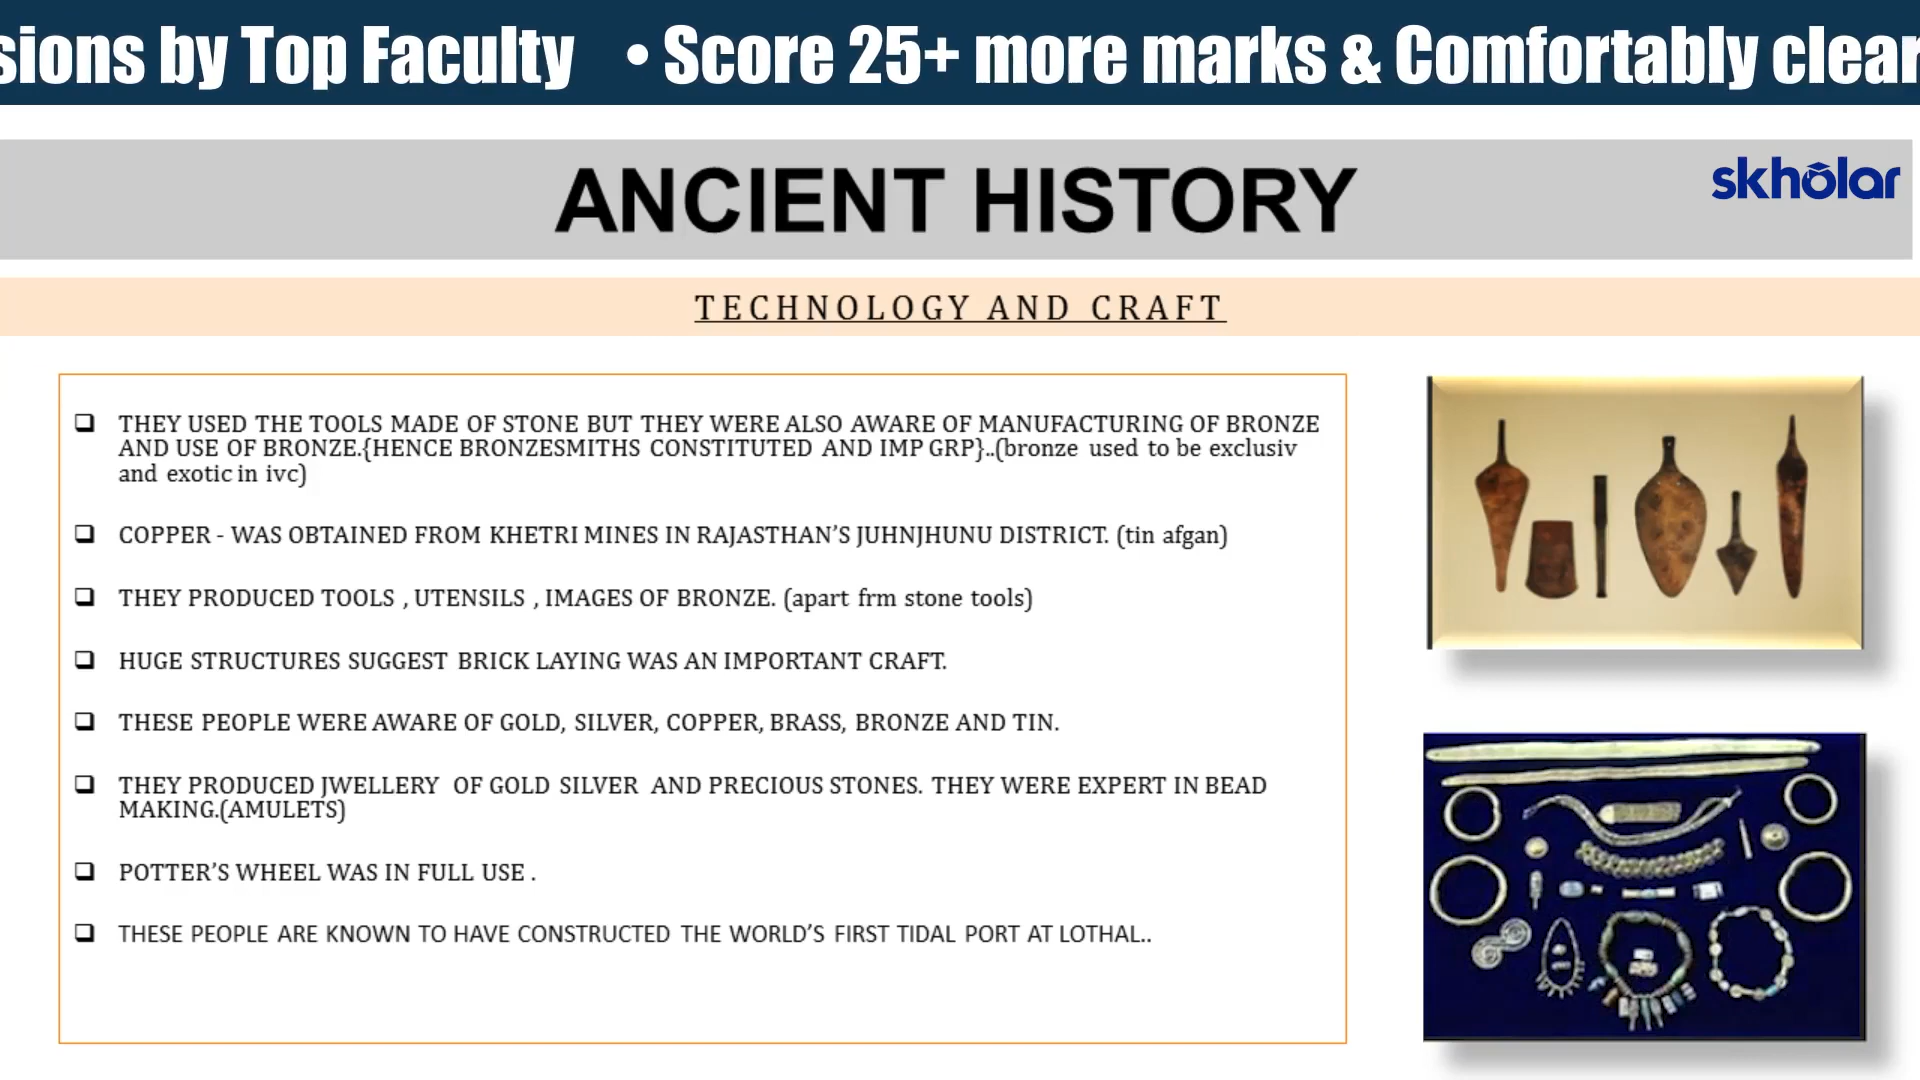 sions by Top Faculty • Score 25+ more marks & Comfortably clear
ANCIENT HISTORY
skholar
TECHNOLOGY AND CRAFT
❑ THEY USED THE TOOLS MADE OF STONE BUT THEY WERE ALSO AWARE OF MANUFACTURING OF BRONZE
AND USE OF BRONZE.{HENCE BRONZESMITHS CONSTITUTED AND IMP GRP}..(bronze used to be exclusiv
and exotic in ivc)
❑ COPPER - WAS OBTAINED FROM KHETRI MINES IN RAJASTHAN'S JUHNJHUNU DISTRICT. (tin afgan)
❑ THEY PRODUCED TOOLS , UTENSILS , IMAGES OF BRONZE. (apart frm stone tools)
❑ HUGE STRUCTURES SUGGEST BRICK LAYING WAS AN IMPORTANT CRAFT.
❑ THESE PEOPLE WERE AWARE OF GOLD, SILVER, COPPER, BRASS, BRONZE AND TIN.
❑ THEY PRODUCED JWELLERY OF GOLD SILVER AND PRECIOUS STONES. THEY WERE EXPERT IN BEAD
MAKING.(AMULETS)
❑ POTTER'S WHEEL WAS IN FULL USE .
❑ THESE PEOPLE ARE KNOWN TO HAVE CONSTRUCTED THE WORLD'S FIRST TIDAL PORT AT LOTHAL..